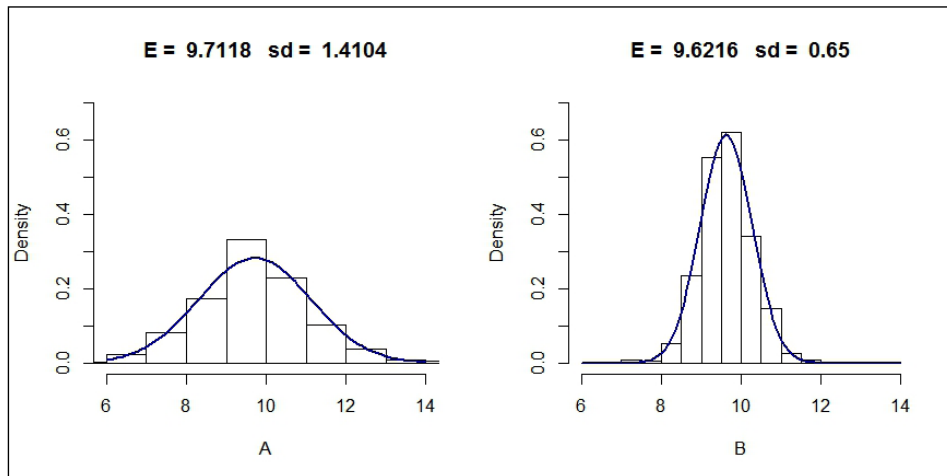 E = 9.7118 sd = 1.4104
Density
0.0 0.2 0.4 0.6
6 8 10 12 14
A
E = 9.6216 sd = 0.65
Density
0.0 0.2 0.4 0.6
6 8 10 12 14
B